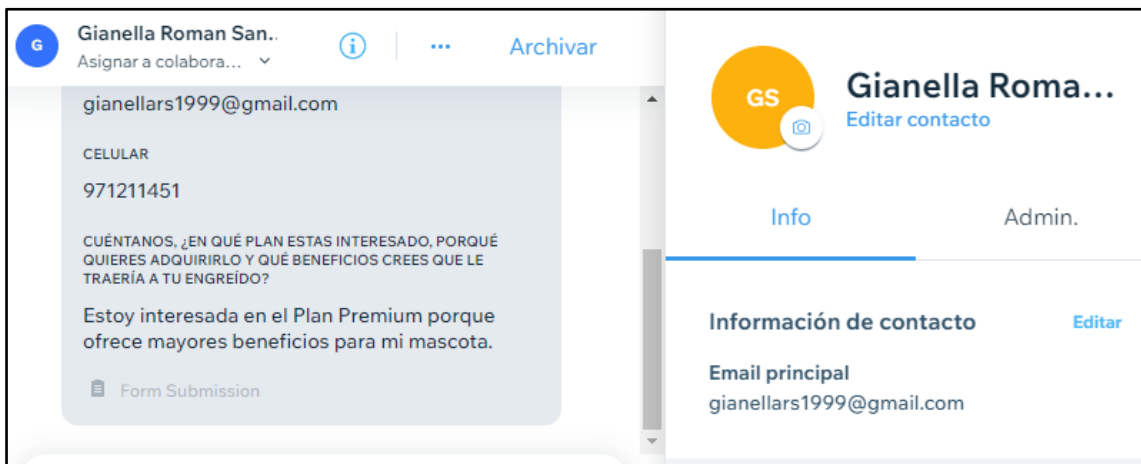 G
Gianella Roman San..
Asignar a colabora...
Archivar
gianellars1999@gmail.com
CELULAR
971211451
CUÉNTANOS, ¿EN QUÉ PLAN ESTAS INTERESADO, PORQUÉ
QUIERES ADQUIRIRLO Y QUÉ BENEFICIOS CREES QUE LE
TRAERÍA A TU ENGREÍDO?
Estoy interesada en el Plan Premium porque
ofrece mayores beneficios para mi mascota.
Form Submission
GS
Gianella Roma...
Editar contacto
Info
Admin.
Información de contacto
Editar
Email principal
gianellars1999@gmail.com